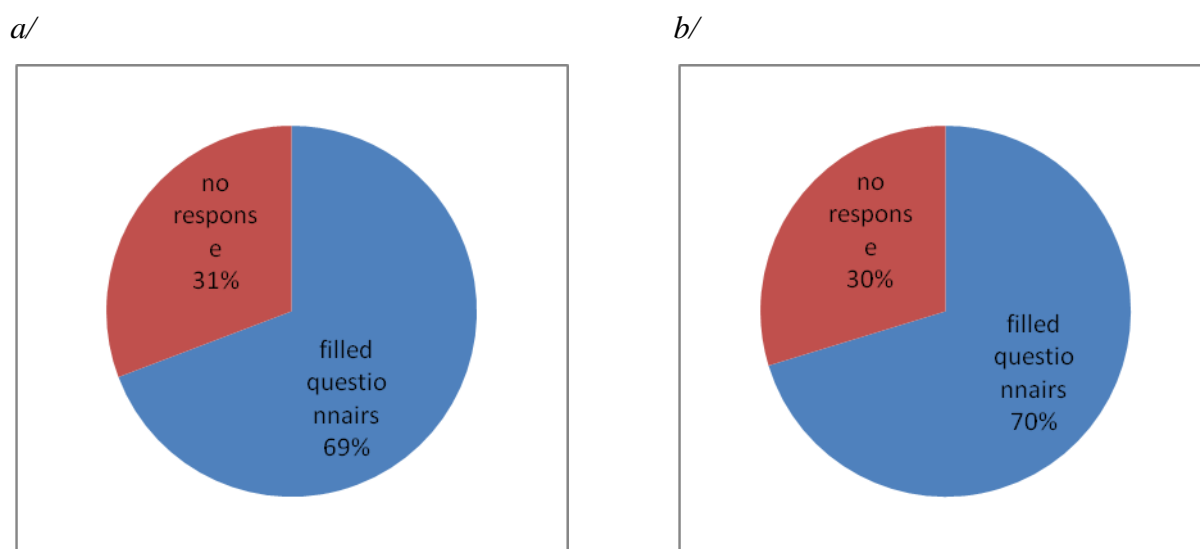 a/
b/
no
respons
e
31%
filled
questio
nnairs
69%
no
respons
e
30%
filled
questio
nnairs
70%